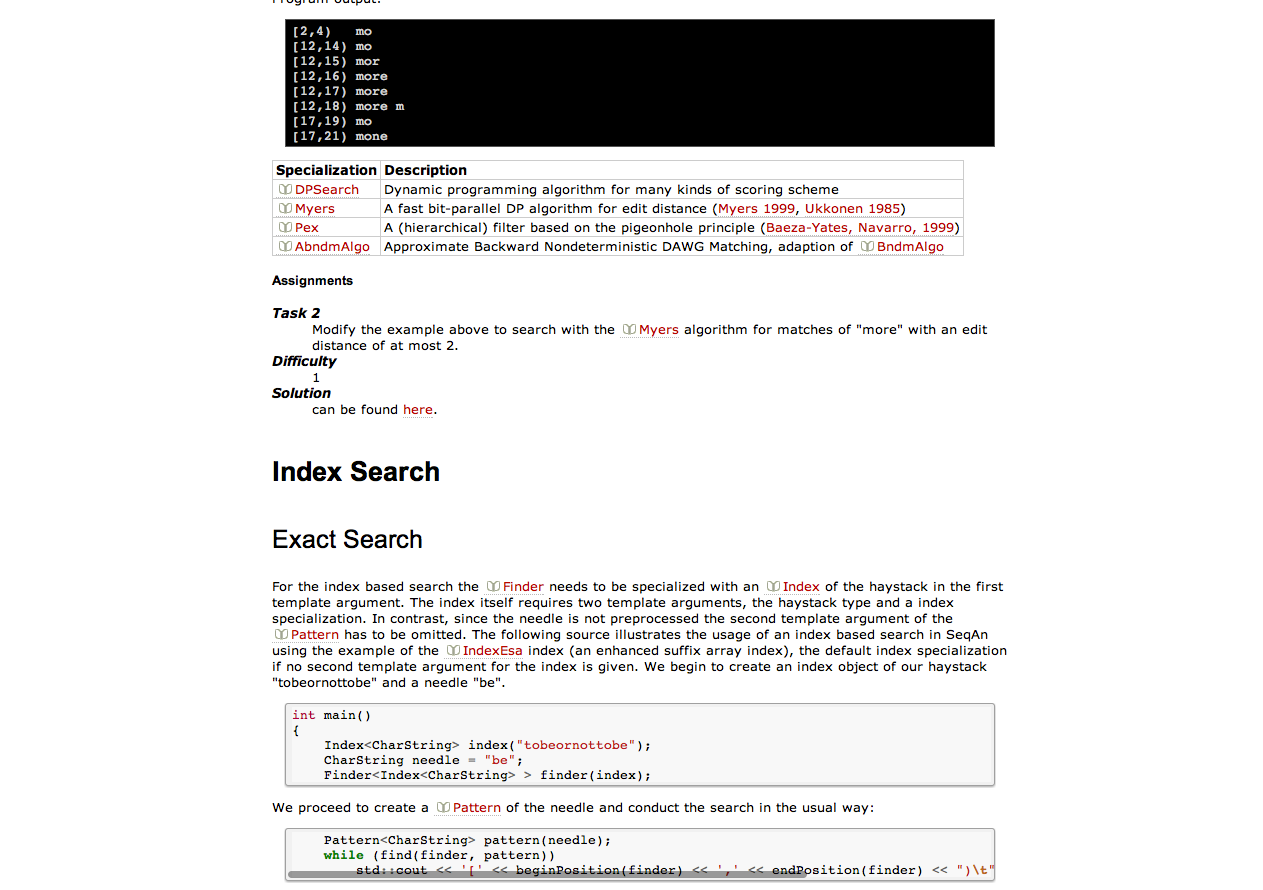 Program output:
[2,4)   mo
[12,14) mo
[12,15) mor
[12,16) more
[12,17) more
[12,18) more m
[17,19) mo
[17,21) mone
Specialization Description
DPSearch Dynamic programming algorithm for many kinds of scoring scheme
Myers A fast bit-parallel DP algorithm for edit distance (Myers 1999, Ukkonen 1985)
Pex A (hierarchical) filter based on the pigeonhole principle (Baeza-Yates, Navarro, 1999)
AbndmAlgo Approximate Backward Nondeterministic DAWG Matching, adaption of BndmAlgo
Assignments
Task 2
Modify the example above to search with the Myers algorithm for matches of "more" with an edit
distance of at most 2.
Difficulty
1
Solution
can be found here.
Index Search
Exact Search
For the index based search the Finder needs to be specialized with an Index of the haystack in the first
template argument. The index itself requires two template arguments, the haystack type and a index
specialization. In contrast, since the needle is not preprocessed the second template argument of the
Pattern has to be omitted. The following source illustrates the usage of an index based search in SeqAn
using the example of the IndexEsa index (an enhanced suffix array index), the default index specialization
if no second template argument for the index is given. We begin to create an index object of our haystack
"tobeornottobe" and a needle "be".
int main()
{
    Index<CharString> index("tobeornottobe");
    CharString needle = "be";
    Finder<Index<CharString> > finder(index);
We proceed to create a Pattern of the needle and conduct the search in the usual way:
    Pattern<CharString> pattern(needle);
    while (find(finder, pattern))
        std::cout << '[' << beginPosition(finder) << ',' << endPosition(finder) << ")\t"